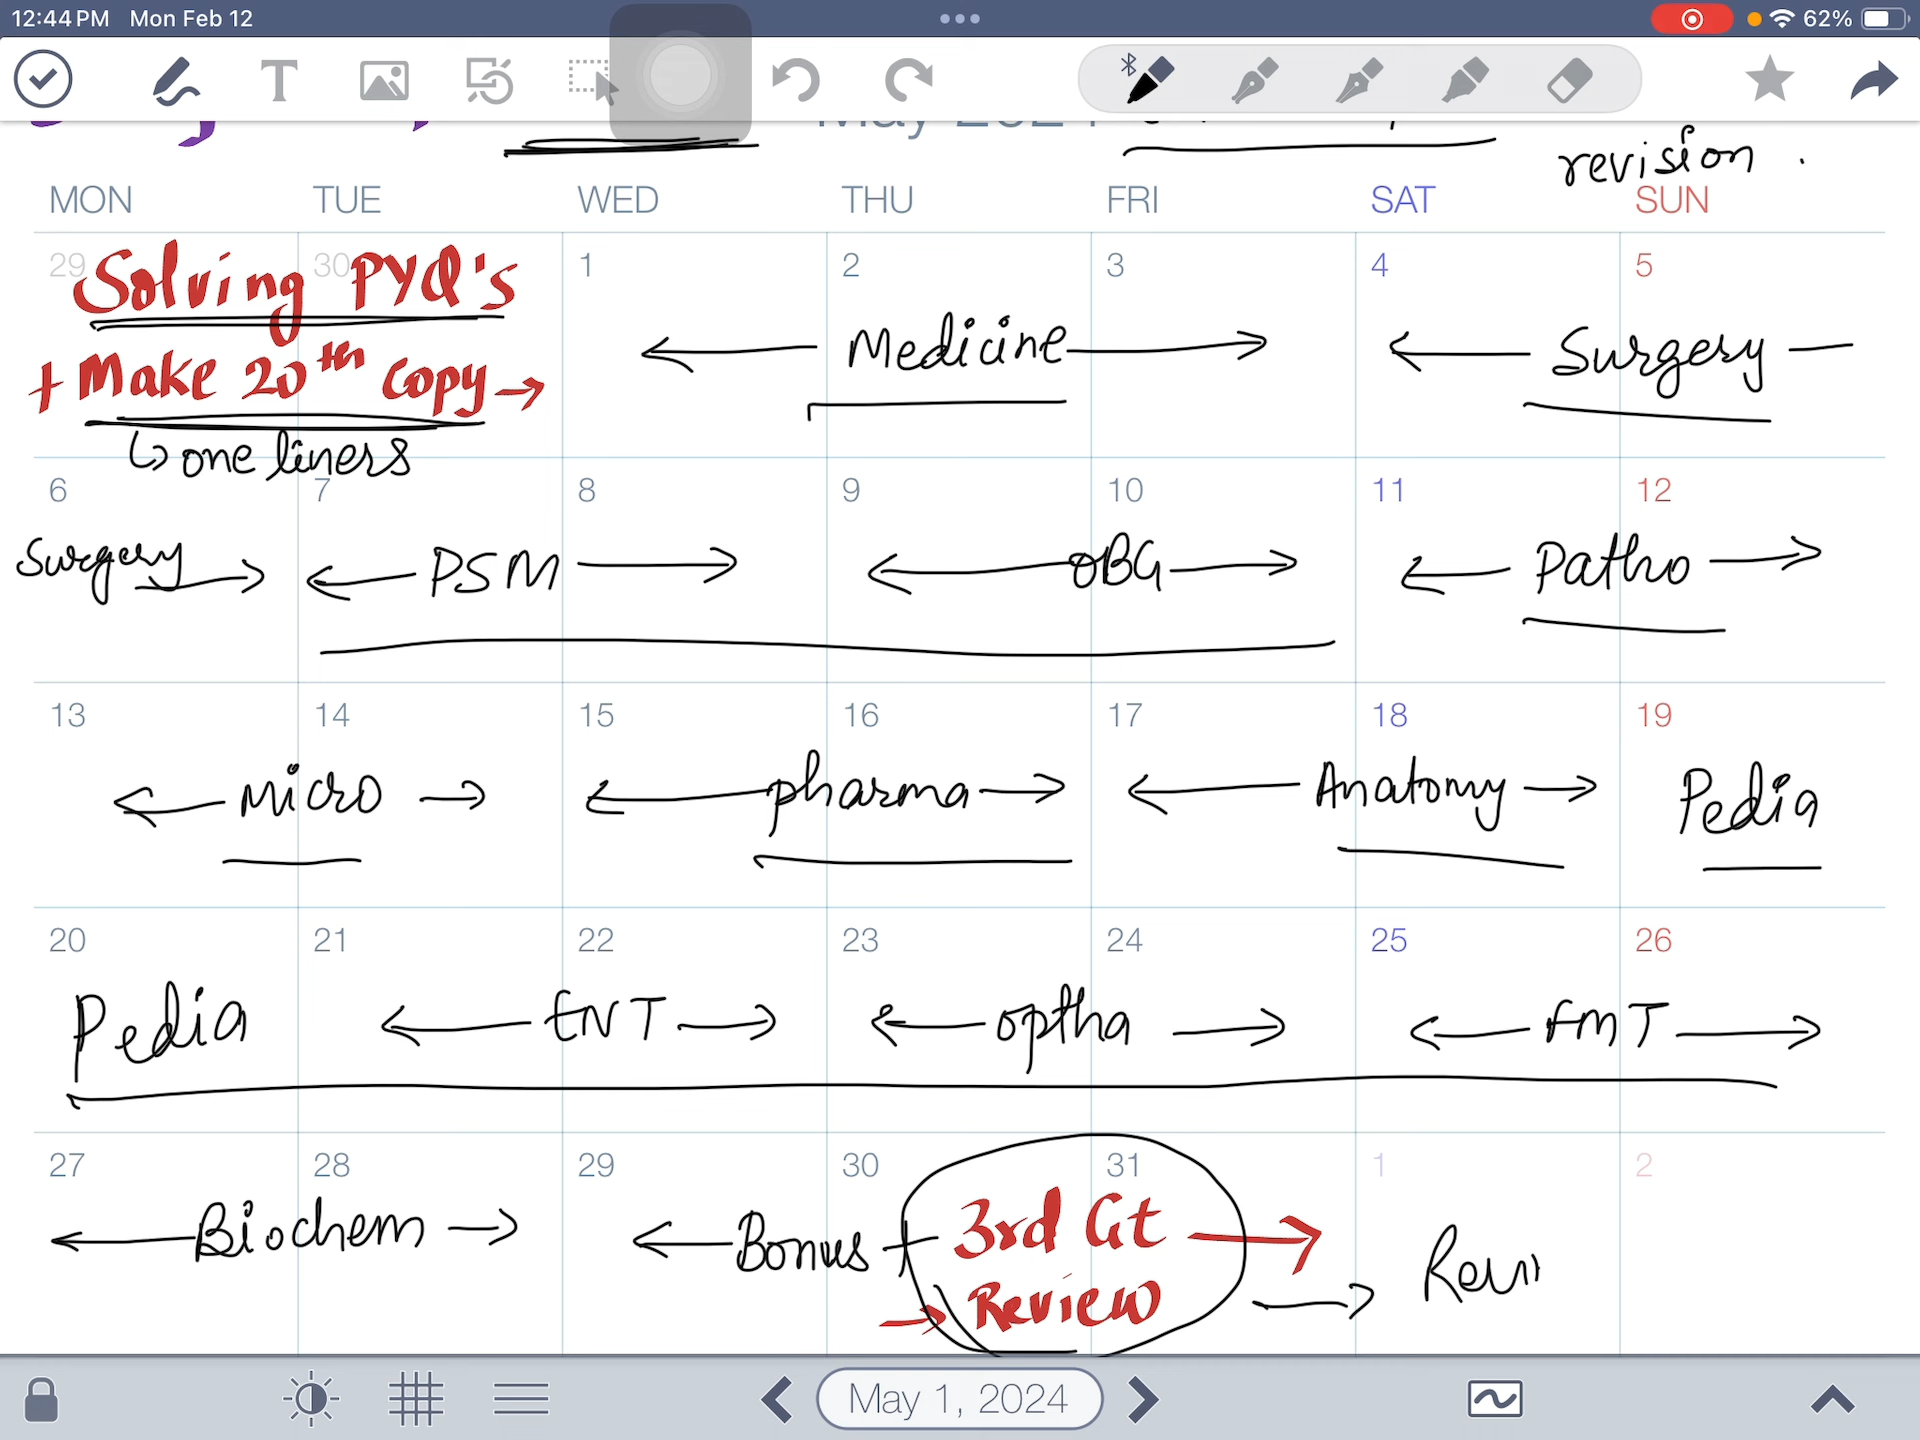 12:44 PM Mon Feb 12
62%
May 2024
revision .
MON TUE WED THU FRI SAT SUN
29 30 1 2 3 4 5
Solving PYQ's
+ Make 20th copy →
↳ one liners
← Medicine →
← Surgery —
6 7 8 9 10 11 12
Surgery →
← PSM →
← OBG →
← Patho →
13 14 15 16 17 18 19
← Micro →
← pharma →
← Anatomy →
Pedia
20 21 22 23 24 25 26
Pedia
← ENT →
← optha →
← FMT →
27 28 29 30 31 1 2
← Biochem →
← Bonus +
3rd Gt →
→ Review
→ Revi
May 1, 2024